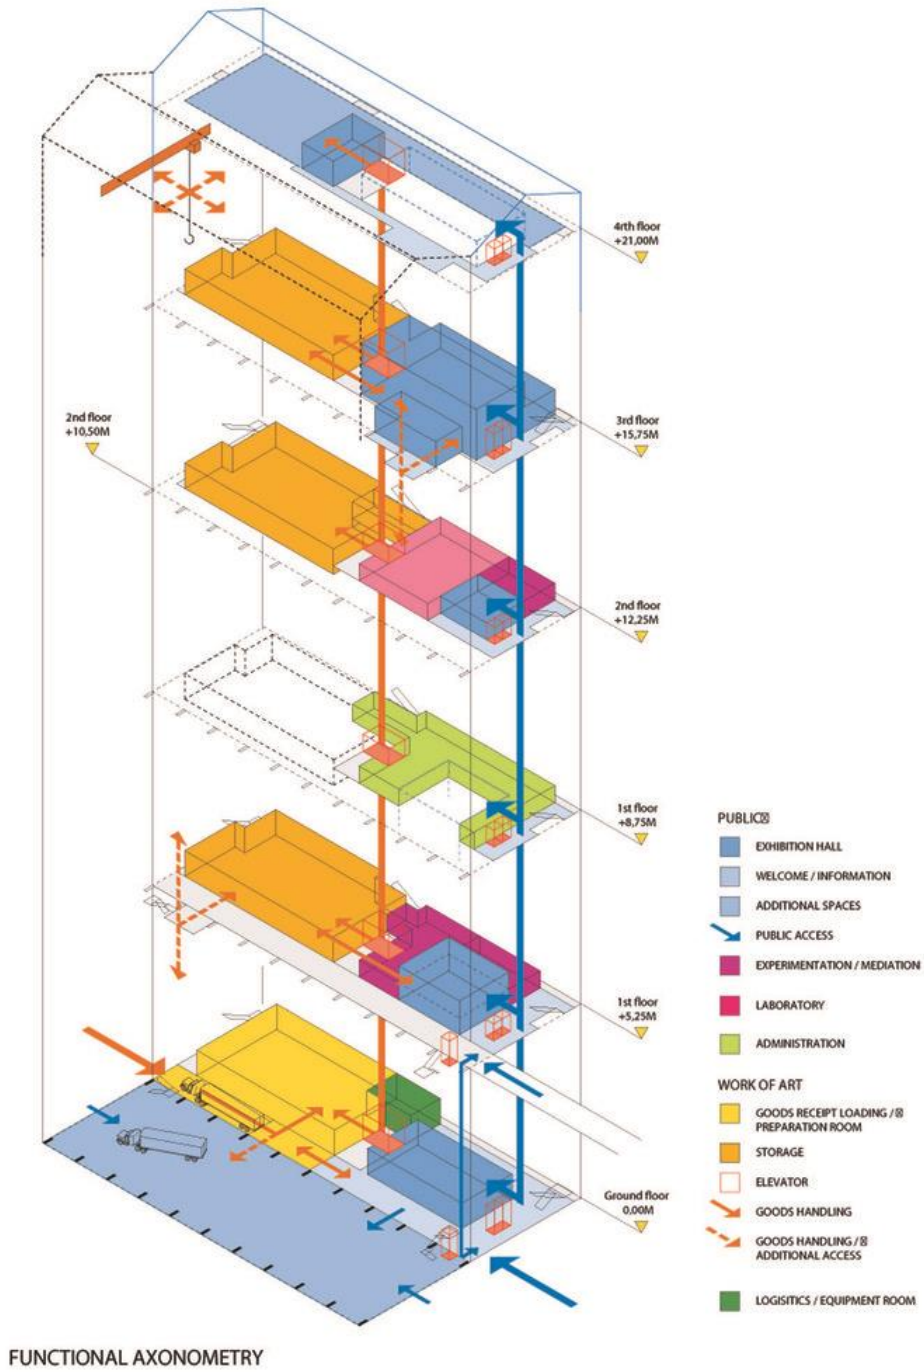 4rth floor
+21,00M
2nd floor
+10,50M
3rd floor
+15,75M
2nd floor
+12,25M
1st floor
+8,75M
1st floor
+5,25M
Ground floor
0,00M
PUBLIC☒
EXHIBITION HALL
WELCOME / INFORMATION
ADDITIONAL SPACES
PUBLIC ACCESS
EXPERIMENTATION / MEDIATION
LABORATORY
ADMINISTRATION
WORK OF ART
GOODS RECEIPT LOADING / ☒
PREPARATION ROOM
STORAGE
ELEVATOR
GOODS HANDLING
GOODS HANDLING / ☒
ADDITIONAL ACCESS
LOGISITICS / EQUIPMENT ROOM
FUNCTIONAL AXONOMETRY